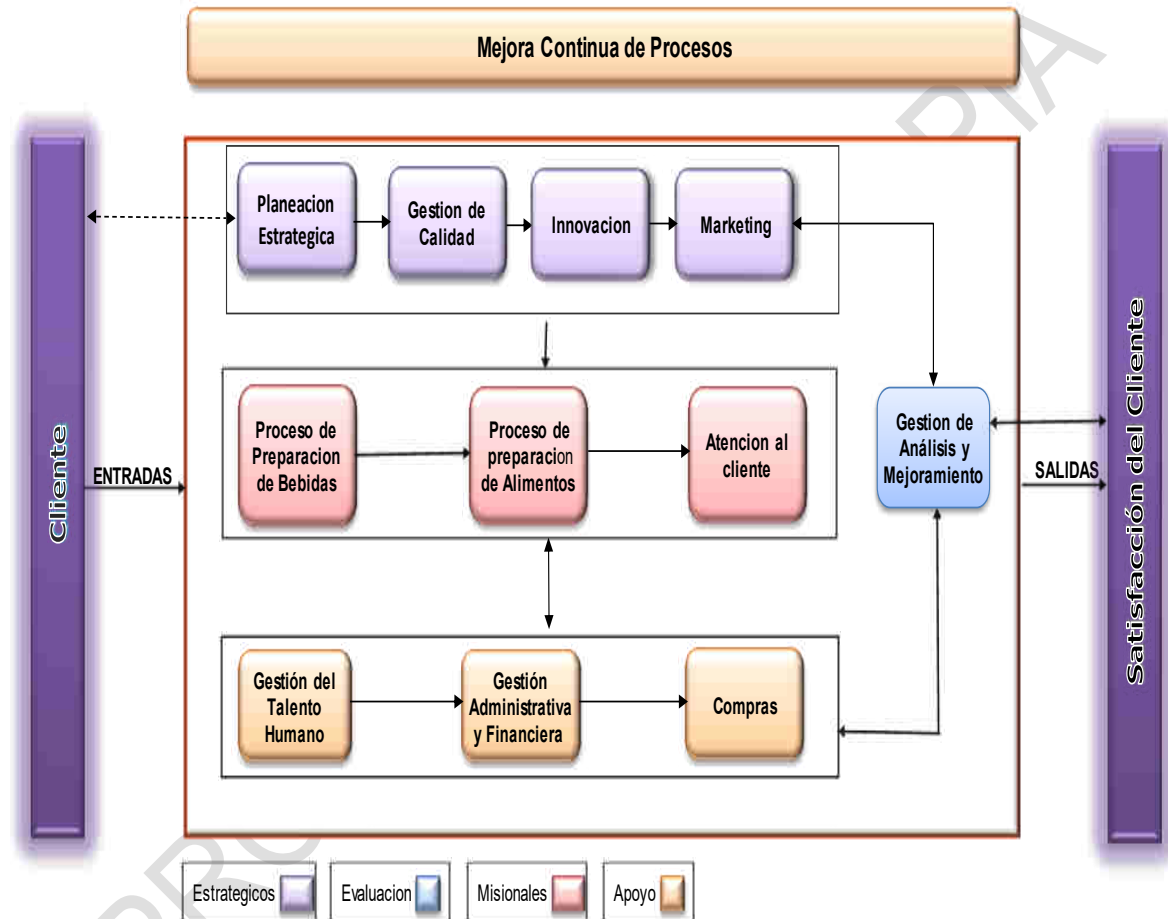 Mejora Continua de Procesos
Cliente
ENTRADAS
Planeacion
Estrategica
Gestion de
Calidad
Innovacion
Marketing
Proceso de
Preparacion
de Bebidas
Proceso de
preparacion
de Alimentos
Atencion al
cliente
Gestion de
Análisis y
Mejoramiento
Gestión del
Talento
Humano
Gestión
Administrativa
y Financiera
Compras
SALIDAS
Satisfacción del Cliente
Estrategicos
Evaluacion
Misionales
Apoyo